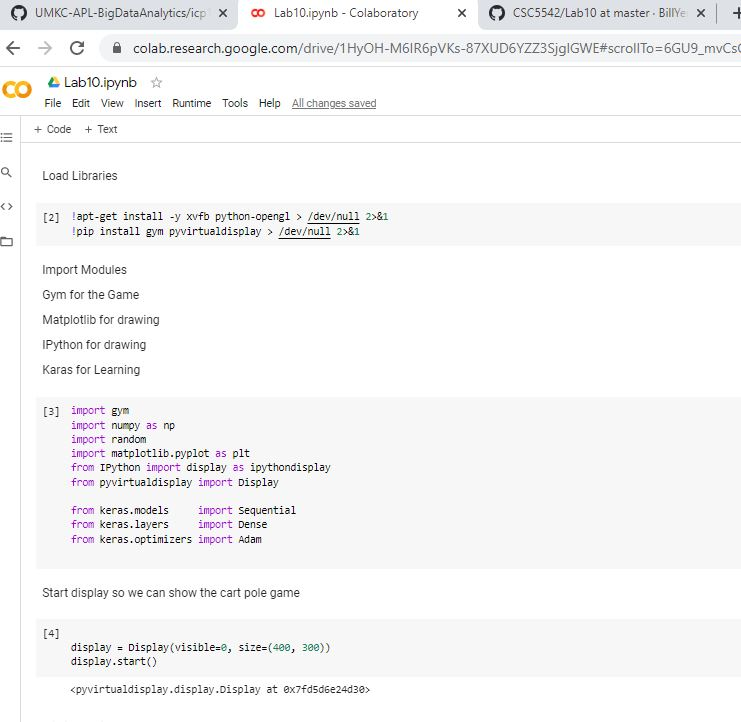 UMKC-APL-BigDataAnalytics/icp1
Lab10.ipynb - Colaboratory
CSC5542/Lab10 at master · BillYe
colab.research.google.com/drive/1HyOH-M6IR6pVKs-87XUD6YZZ3SjgIGWE#scrollTo=6GU9_mvCs
Lab10.ipynb
File Edit View Insert Runtime Tools Help All changes saved
+ Code + Text
Load Libraries
[2] !apt-get install -y xvfb python-opengl > /dev/null 2>&1
!pip install gym pyvirtualdisplay > /dev/null 2>&1
Import Modules
Gym for the Game
Matplotlib for drawing
IPython for drawing
Karas for Learning
[3] import gym
import numpy as np
import random
import matplotlib.pyplot as plt
from IPython import display as ipythondisplay
from pyvirtualdisplay import Display
from keras.models import Sequential
from keras.layers import Dense
from keras.optimizers import Adam
Start display so we can show the cart pole game
[4]
display = Display(visible=0, size=(400, 300))
display.start()
<pyvirtualdisplay.display.Display at 0x7fd5d6e24d30>